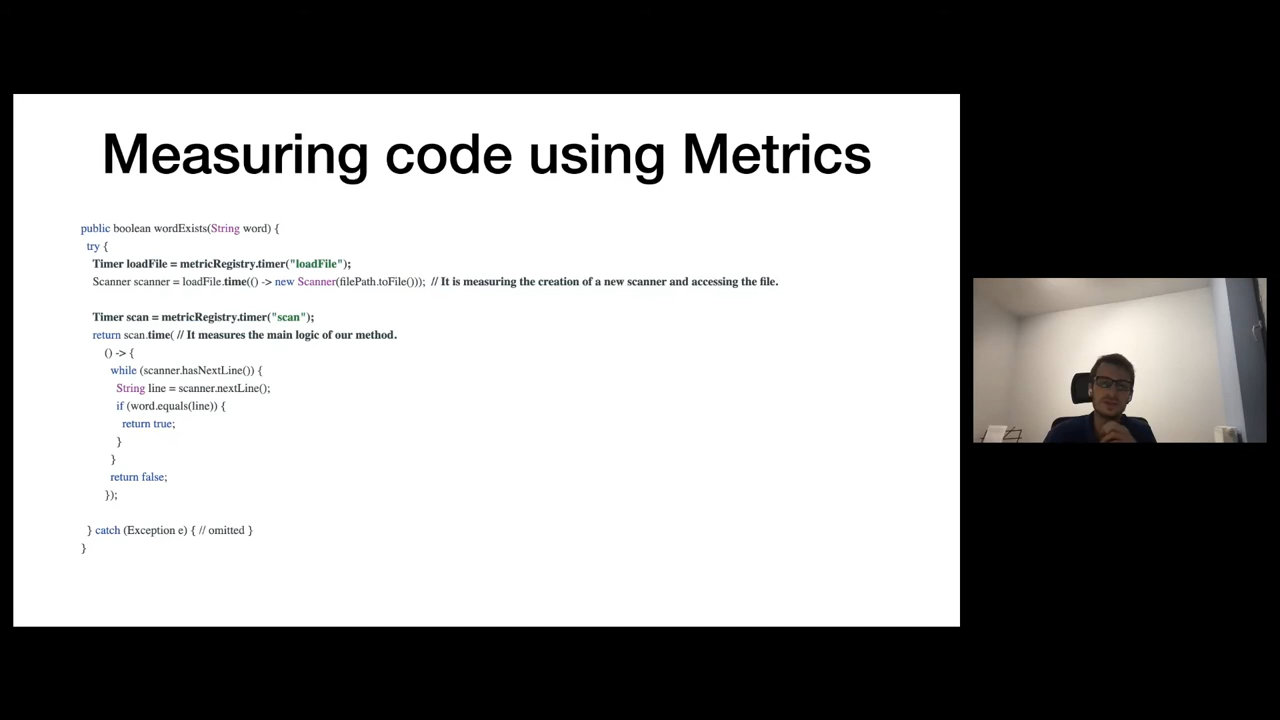 Measuring code using Metrics
public boolean wordExists(String word) {
try {
Timer loadFile = metricRegistry.timer("loadFile");
Scanner scanner = loadFile.time(() -> new Scanner(filePath.toFile())); // It is measuring the creation of a new scanner and accessing the file.
Timer scan = metricRegistry.timer("scan");
return scan.time( // It measures the main logic of our method.
() -> {
while (scanner.hasNextLine()) {
String line = scanner.nextLine();
if (word.equals(line)) {
return true;
}
}
return false;
});
} catch (Exception e) { // omitted }
}